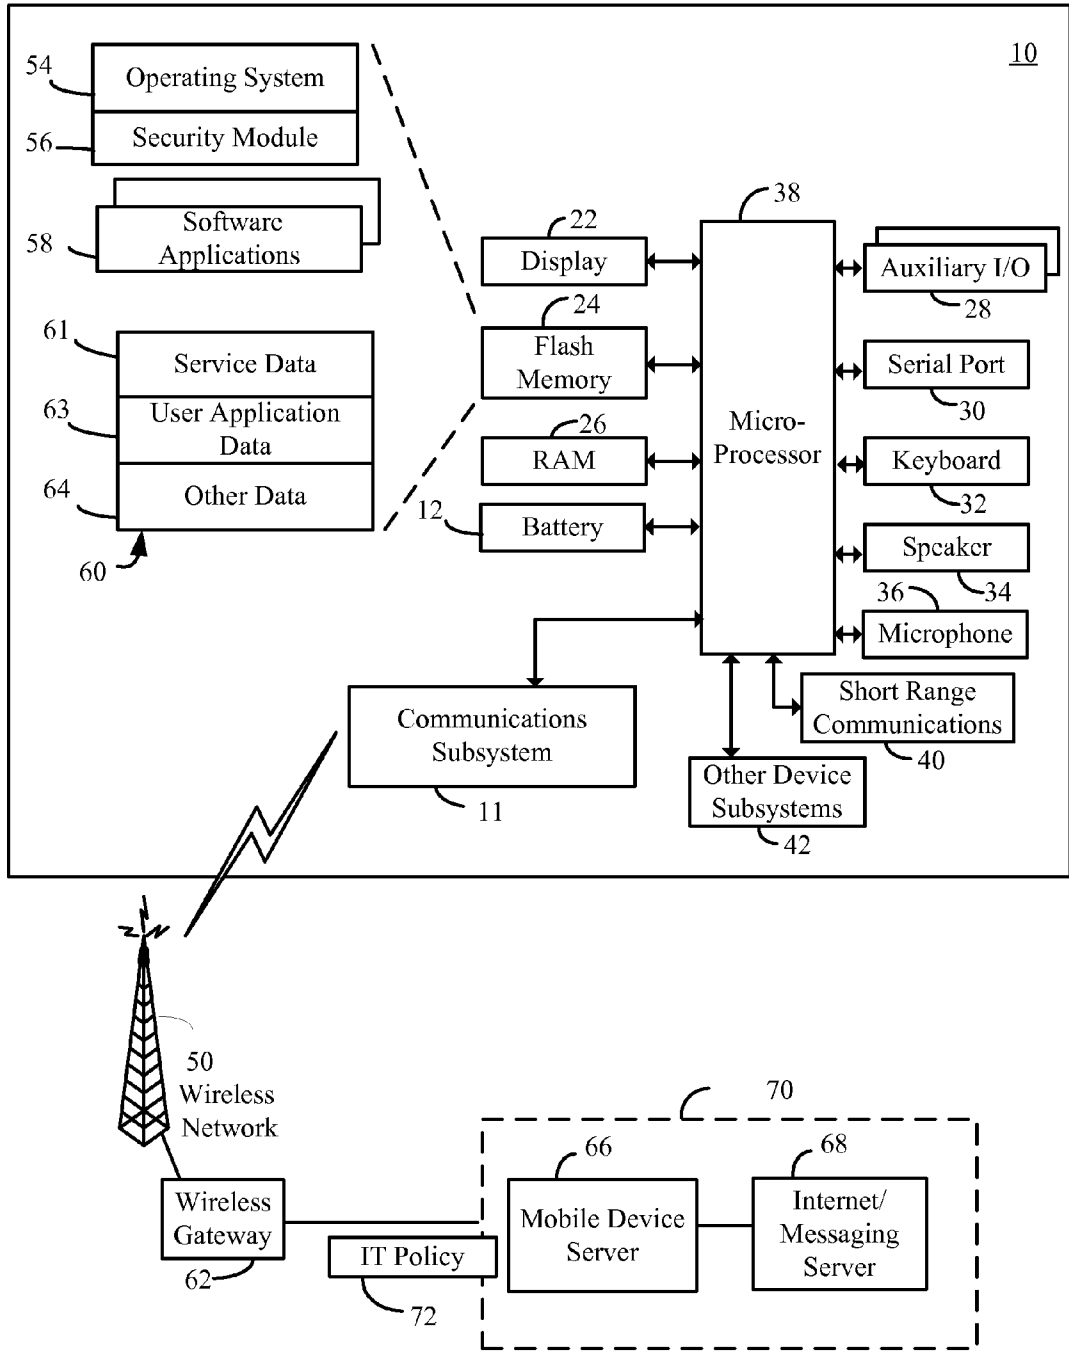 10
54
Operating System
56
Security Module
58
Software
Applications
61
Service Data
63
User Application
Data
64
Other Data
60
22
Display
24
Flash
Memory
26
RAM
12
Battery
38
Micro-
Processor
Auxiliary I/O
28
Serial Port
30
Keyboard
32
Speaker
34
36
Microphone
Short Range
Communications
40
Other Device
Subsystems
42
Communications
Subsystem
11
50
Wireless
Network
Wireless
Gateway
62
IT Policy
72
70
66
Mobile Device
Server
68
Internet/
Messaging
Server